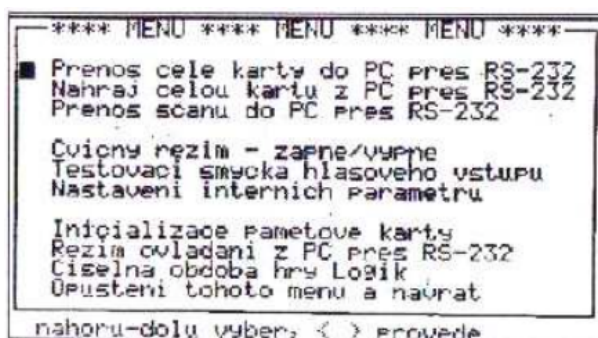 **** MENU **** MENU **** MENU ****
Prenos cele karty do PC pres RS-232
Nahraj celou kartu z PC pres RS-232
Prenos scanu do PC pres RS-232
Cvicny rezim - zapne/vypne
Testovaci smycka hlasoveho vstupu
Nastaveni internich parametru
Inicializace pametove karty
Rezim ovladani z PC pres RS-232
Ciselna obdoba hry Logik
Opusteni tohoto menu a navrat
nahoru-dolu vyber, < > provede